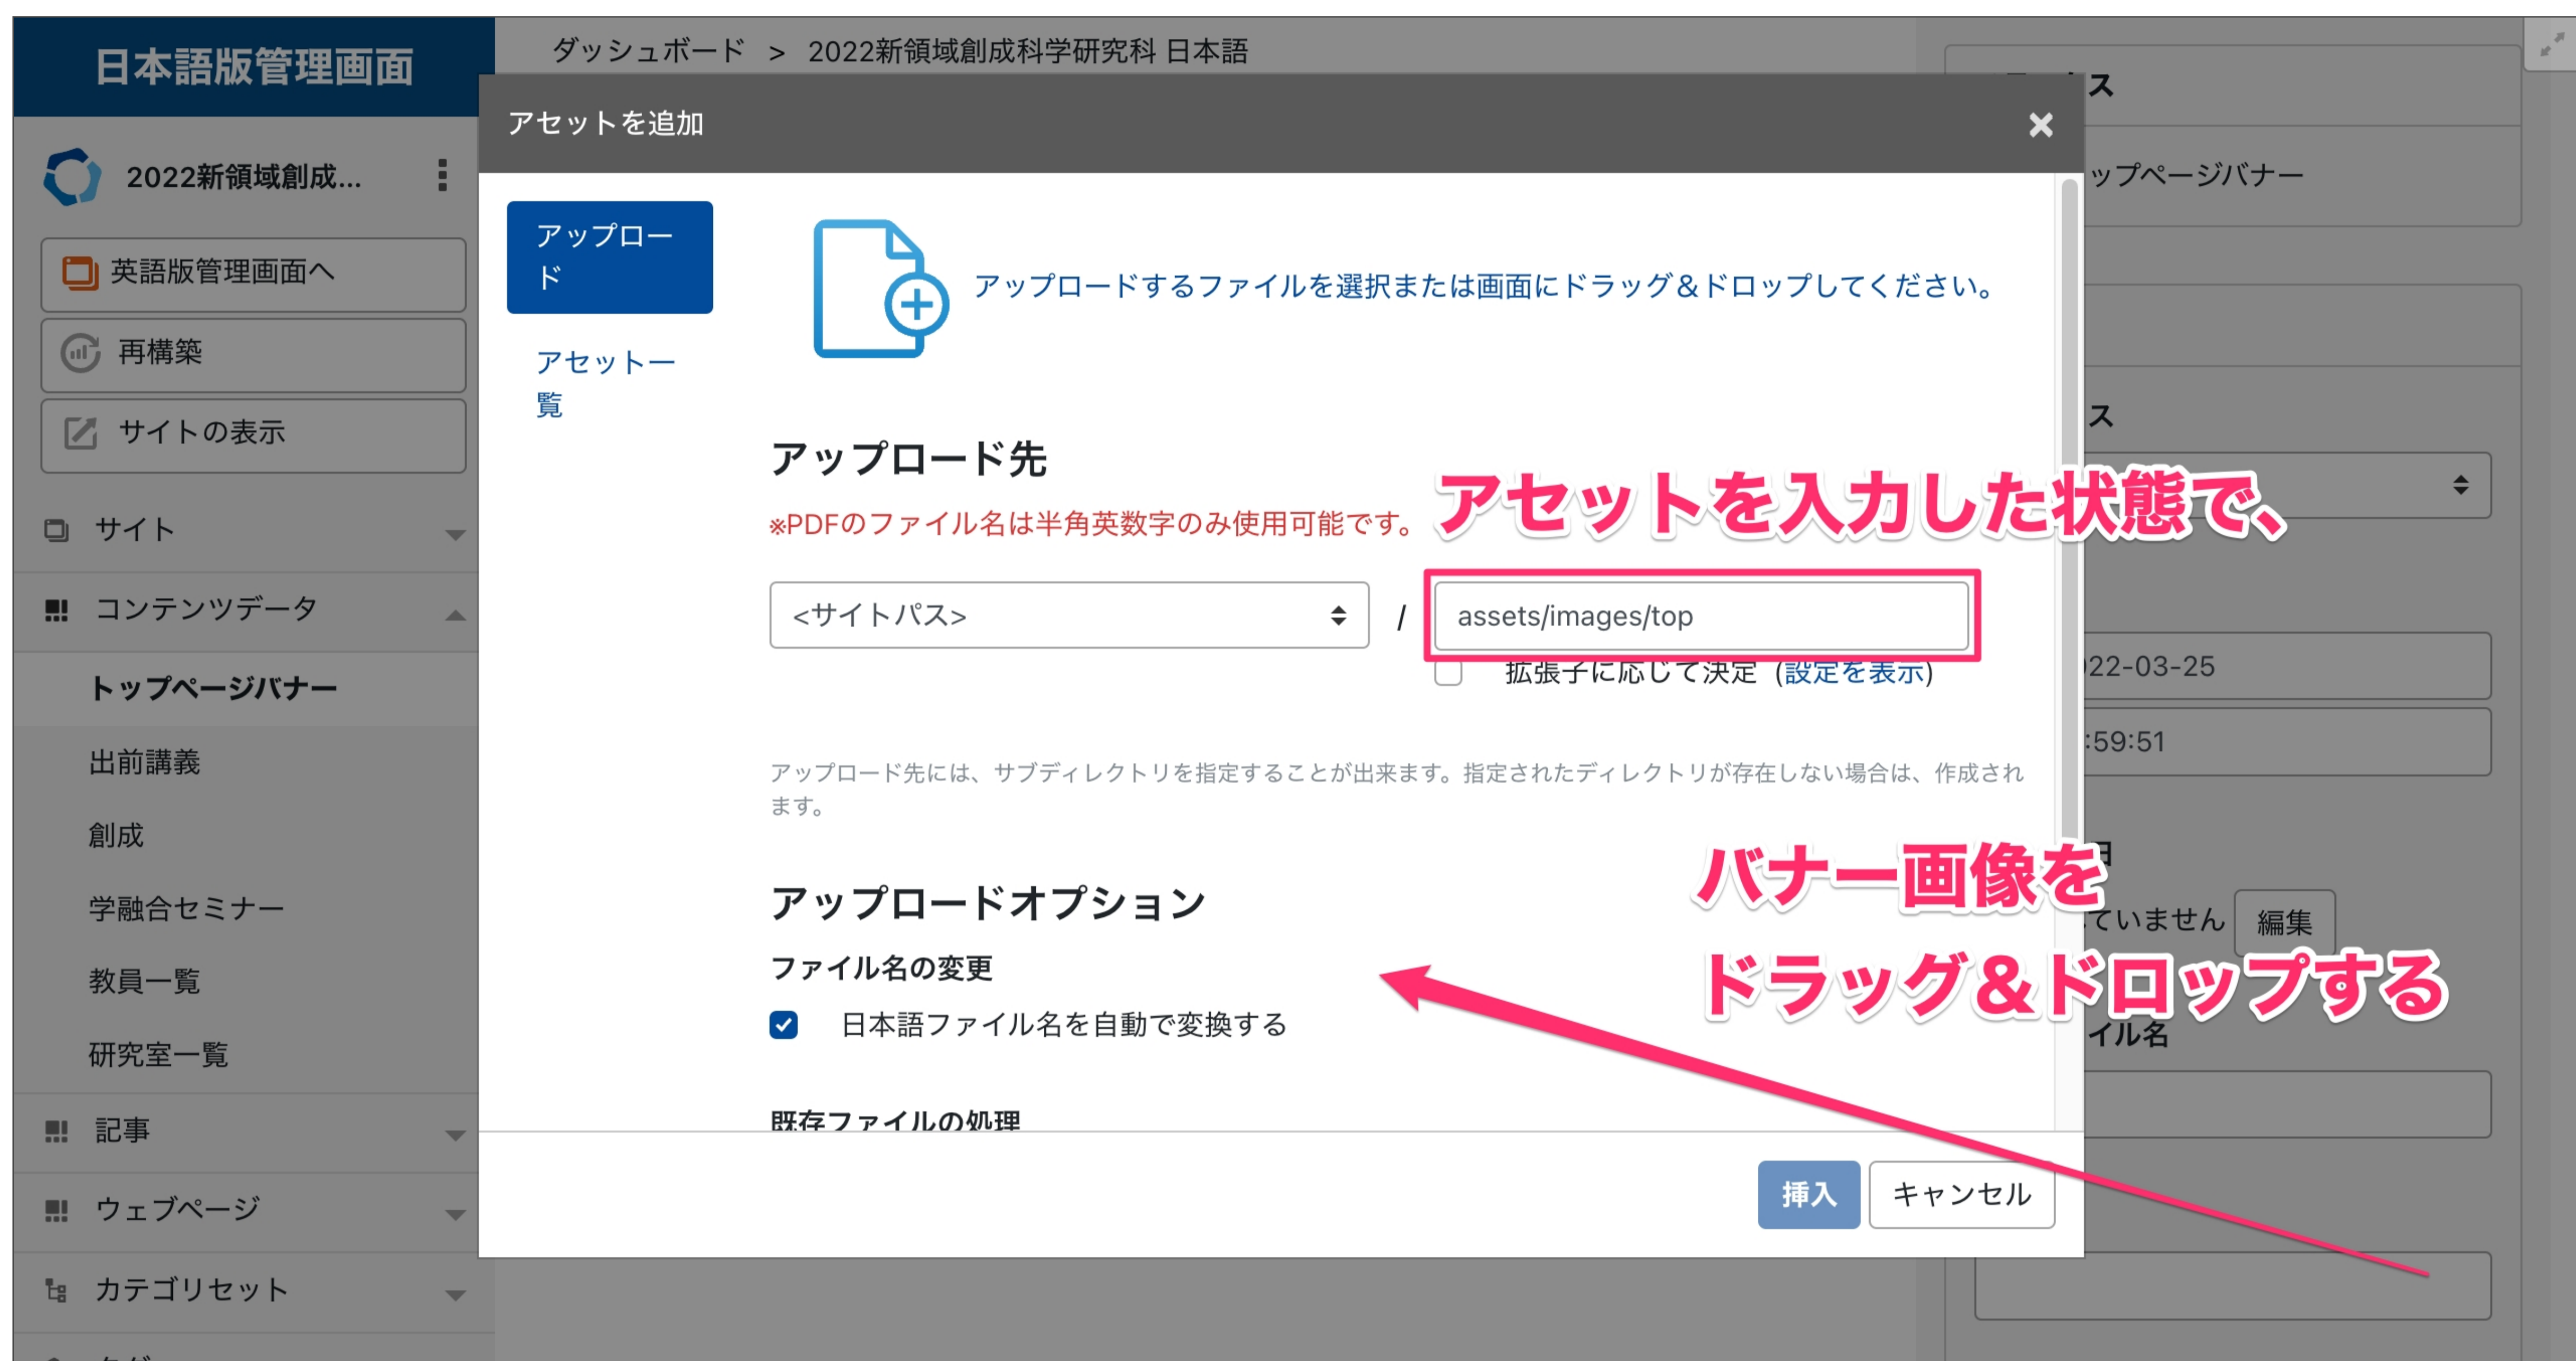 日本語版管理画面
ダッシュボード > 2022新領域創成科学研究科 日本語
2022新領域創成...
英語版管理画面へ
再構築
サイトの表示
サイト
コンテンツデータ
トップページバナー
出前講義
創成
学融合セミナー
教員一覧
研究室一覧
記事
ウェブページ
カテゴリセット
アセットを追加
アップロー
ド
アセット一
覧
アップロードするファイルを選択または画面にドラッグ&ドロップしてください。
アップロード先
※PDFのファイル名は半角英数字のみ使用可能です。
アセットを入力した状態で、
<サイトパス>
/
assets/images/top
拡張子に応じて決定 (設定を表示)
アップロード先には、サブディレクトリを指定することが出来ます。指定されたディレクトリが存在しない場合は、作成され
ます。
バナー画像を
ドラッグ&ドロップする
アップロードオプション
ファイル名の変更
日本語ファイル名を自動で変換する
既存ファイルの処理
挿入
キャンセル
ス
ップページバナー
ス
22-03-25
:59:51
日
ていません
編集
イル名